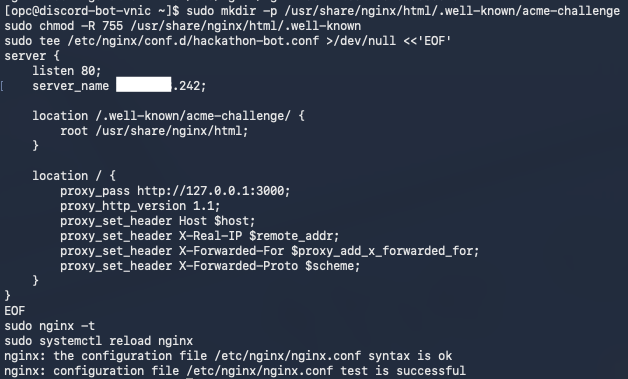 [opc@discord-bot-vnic ~]$ sudo mkdir -p /usr/share/nginx/html/.well-known/acme-challenge
sudo chmod -R 755 /usr/share/nginx/html/.well-known
sudo tee /etc/nginx/conf.d/hackathon-bot.conf >/dev/null <<'EOF'
server {
    listen 80;
    server_name .242;

    location /.well-known/acme-challenge/ {
        root /usr/share/nginx/html;
    }

    location / {
        proxy_pass http://127.0.0.1:3000;
        proxy_http_version 1.1;
        proxy_set_header Host $host;
        proxy_set_header X-Real-IP $remote_addr;
        proxy_set_header X-Forwarded-For $proxy_add_x_forwarded_for;
        proxy_set_header X-Forwarded-Proto $scheme;
    }
}
EOF
sudo nginx -t
sudo systemctl reload nginx
nginx: the configuration file /etc/nginx/nginx.conf syntax is ok
nginx: configuration file /etc/nginx/nginx.conf test is successful